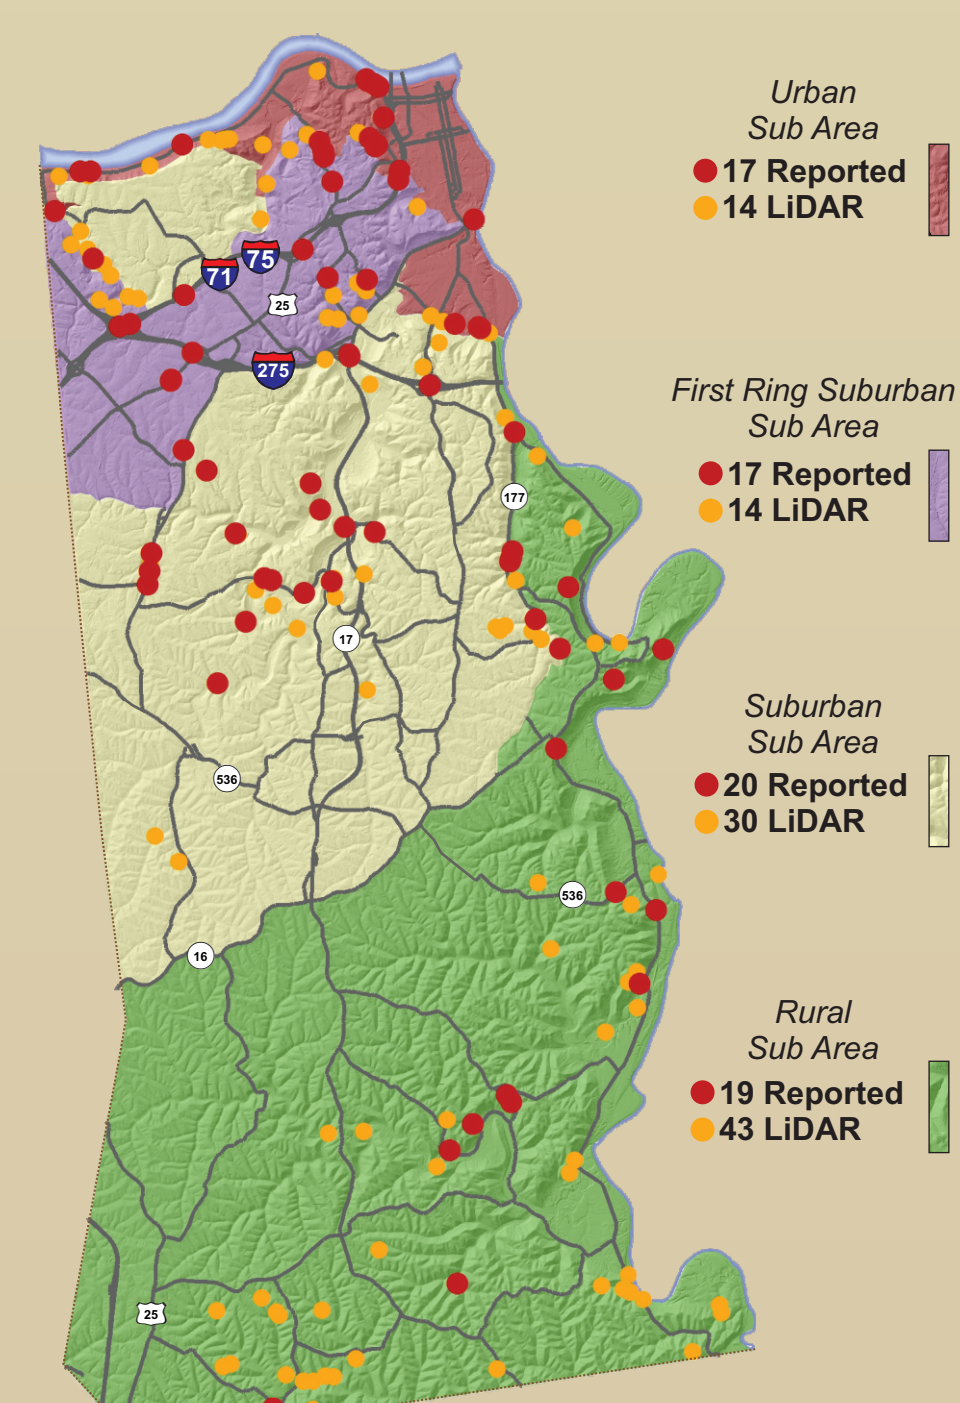 Urban
Sub Area
17 Reported
14 LiDAR
75
71
25
275
First Ring Suburban
Sub Area
17 Reported
14 LiDAR
177
17
Suburban
Sub Area
20 Reported
30 LiDAR
536
536
16
Rural
Sub Area
19 Reported
43 LiDAR
25